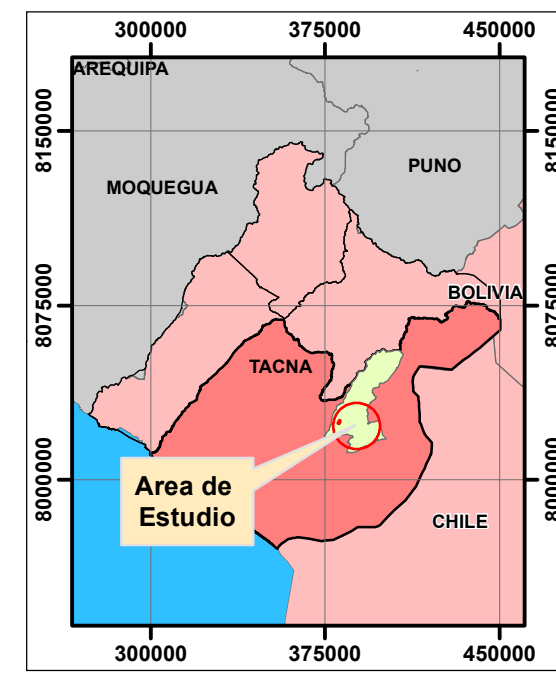 300000 375000 450000
AREQUIPA
8150000 8150000
PUNO
MOQUEGUA
BOLIVIA
8075000 8075000
TACNA
Area de
Estudio
8000000 8000000
CHILE
300000 375000 450000